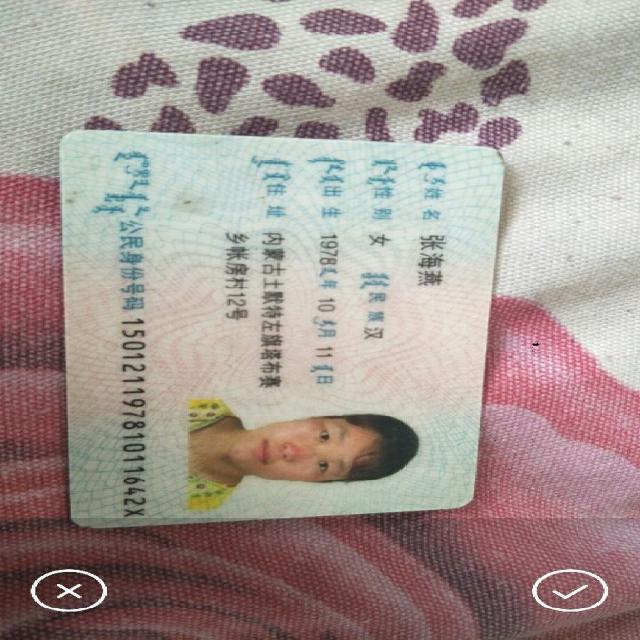 姓名 张海燕
性别 女 民族 汉
出生 1978年10月11日
住址 内蒙古土默特左旗塔布赛
乡帐房村12号
公民身份号码 15012119781011642X